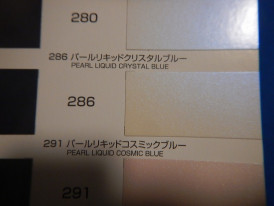 280
286 パールリキッドクリスタルブルー
PEARL LIQUID CRYSTAL BLUE
286
291 パールリキッドコスミックブルー
PEARL LIQUID COSMIC BLUE
291